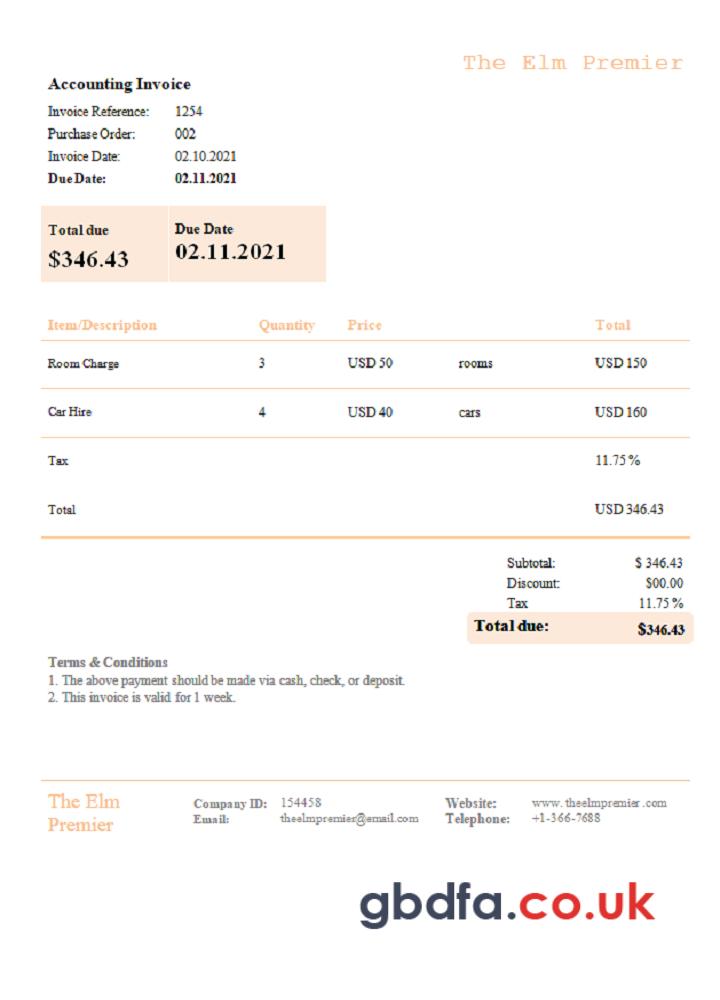 The Elm Premier
Accounting Invoice
Invoice Reference: 1254
Purchase Order: 002
Invoice Date: 02.10.2021
Due Date: 02.11.2021
Total due Due Date
$346.43 02.11.2021
Item/Description Quantity Price Total
Room Charge 3 USD 50 rooms USD 150
Car Hire 4 USD 40 cars USD 160
Tax 11.75%
Total USD 346.43
Subtotal: $ 346.43
Discount: $00.00
Tax 11.75%
Total due: $346.43
Terms & Conditions
1. The above payment should be made via cash, check, or deposit.
2. This invoice is valid for 1 week.
The Elm
Premier
Company ID: 154458
Email: theelmpremier@email.com
Website: www.theelmpremier.com
Telephone: +1-366-7688
gbdfa.co.uk